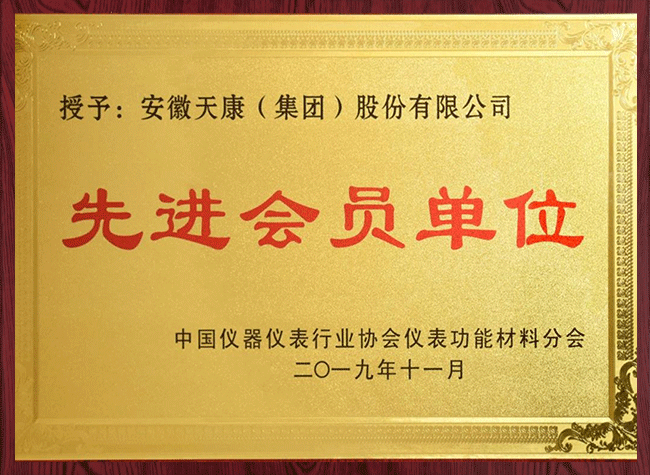 授予：安徽天康（集团）股份有限公司
先进会员单位
中国仪器仪表行业协会仪表功能材料分会
二〇一九年十一月